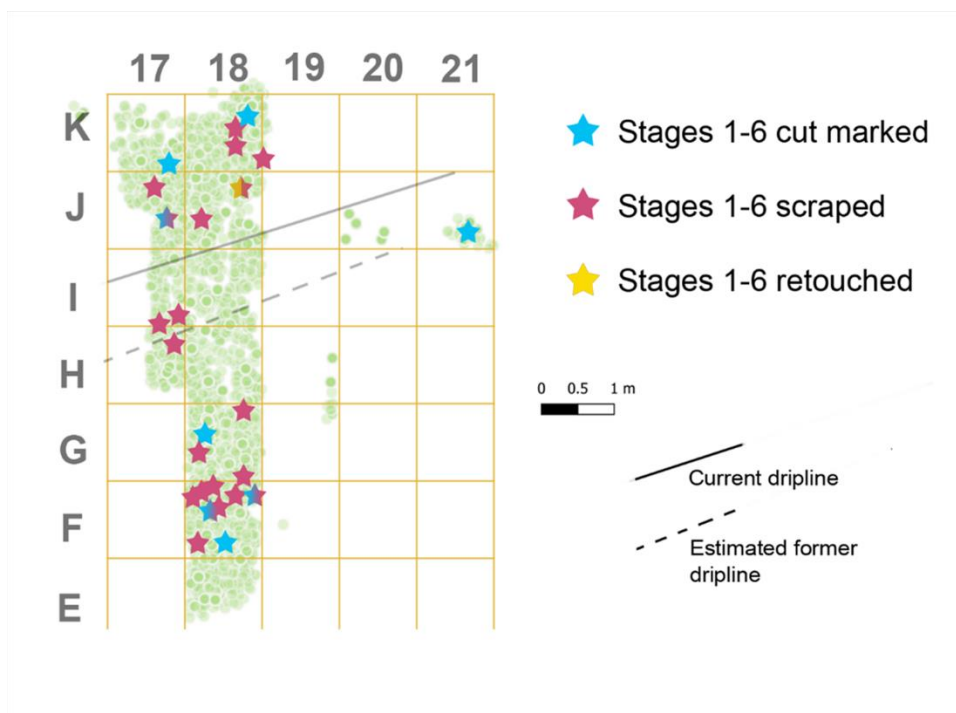 17 18 19 20 21
K
J
I
H
G
F
E
Stages 1-6 cut marked
Stages 1-6 scraped
Stages 1-6 retouched
0 0.5 1 m
Current dripline
Estimated former
dripline